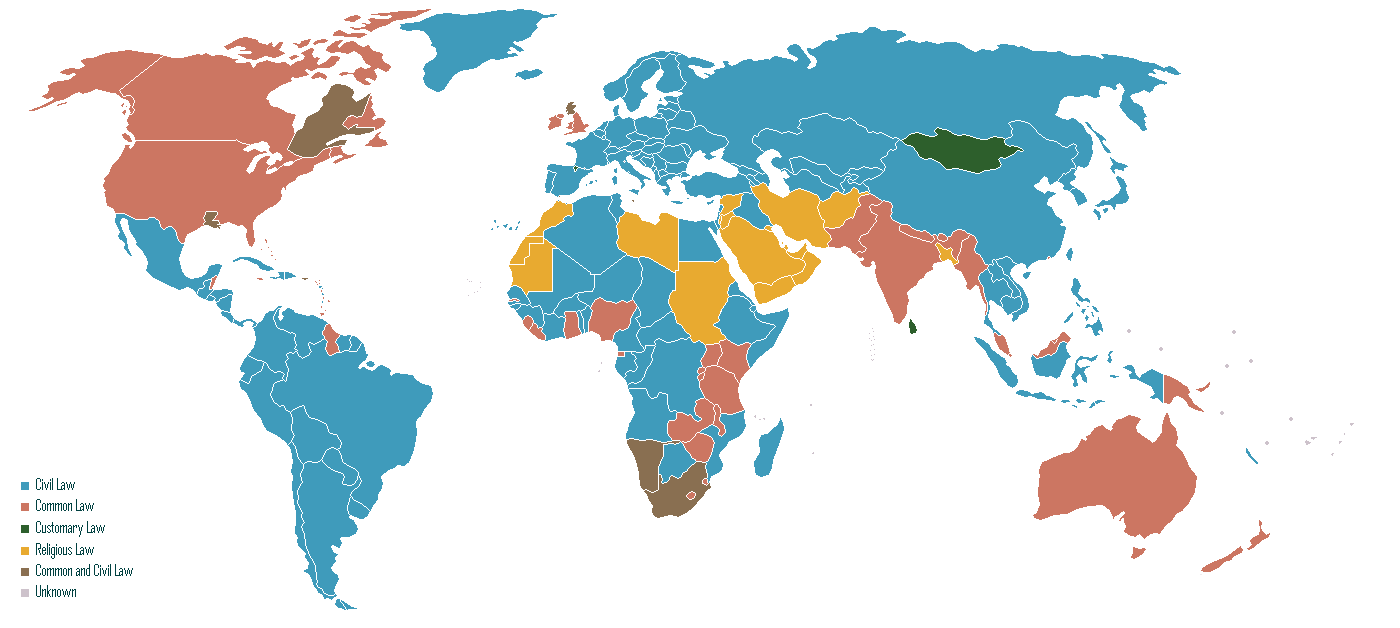 Civil Law
Common Law
Customary Law
Religious Law
Common and Civil Law
Unknown